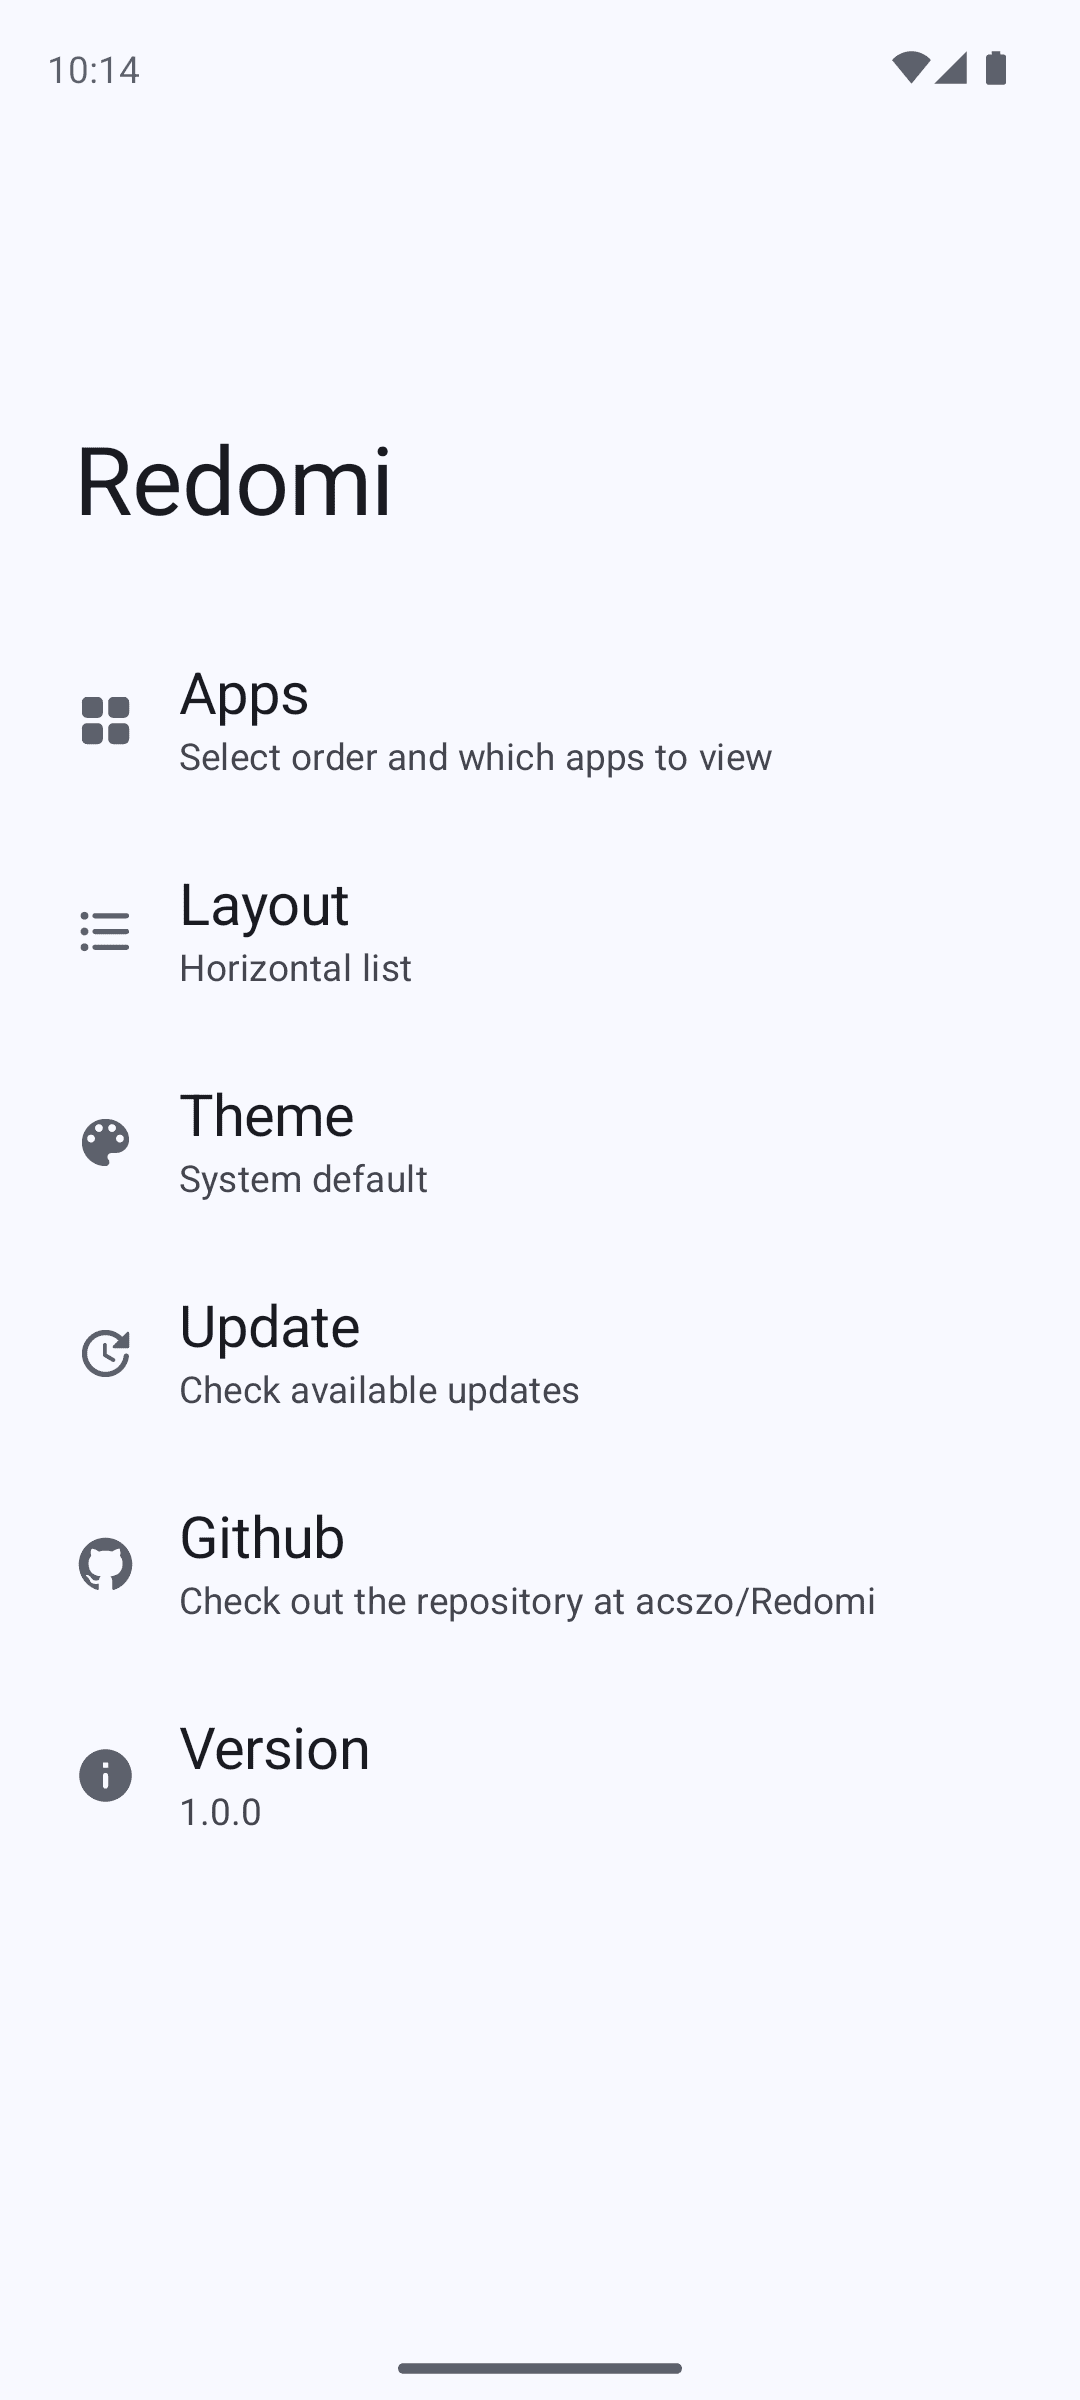 10:14
Redomi
Apps
Select order and which apps to view
Layout
Horizontal list
Theme
System default
Update
Check available updates
Github
Check out the repository at acszo/Redomi
Version
1.0.0